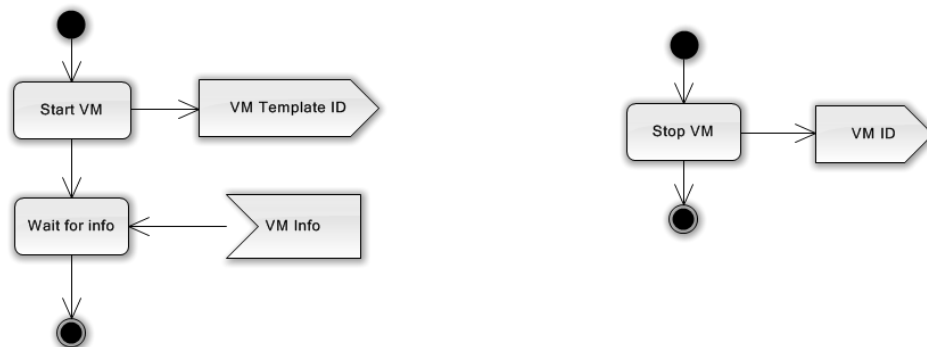 Start VM
VM Template ID
Wait for info
VM Info
Stop VM
VM ID